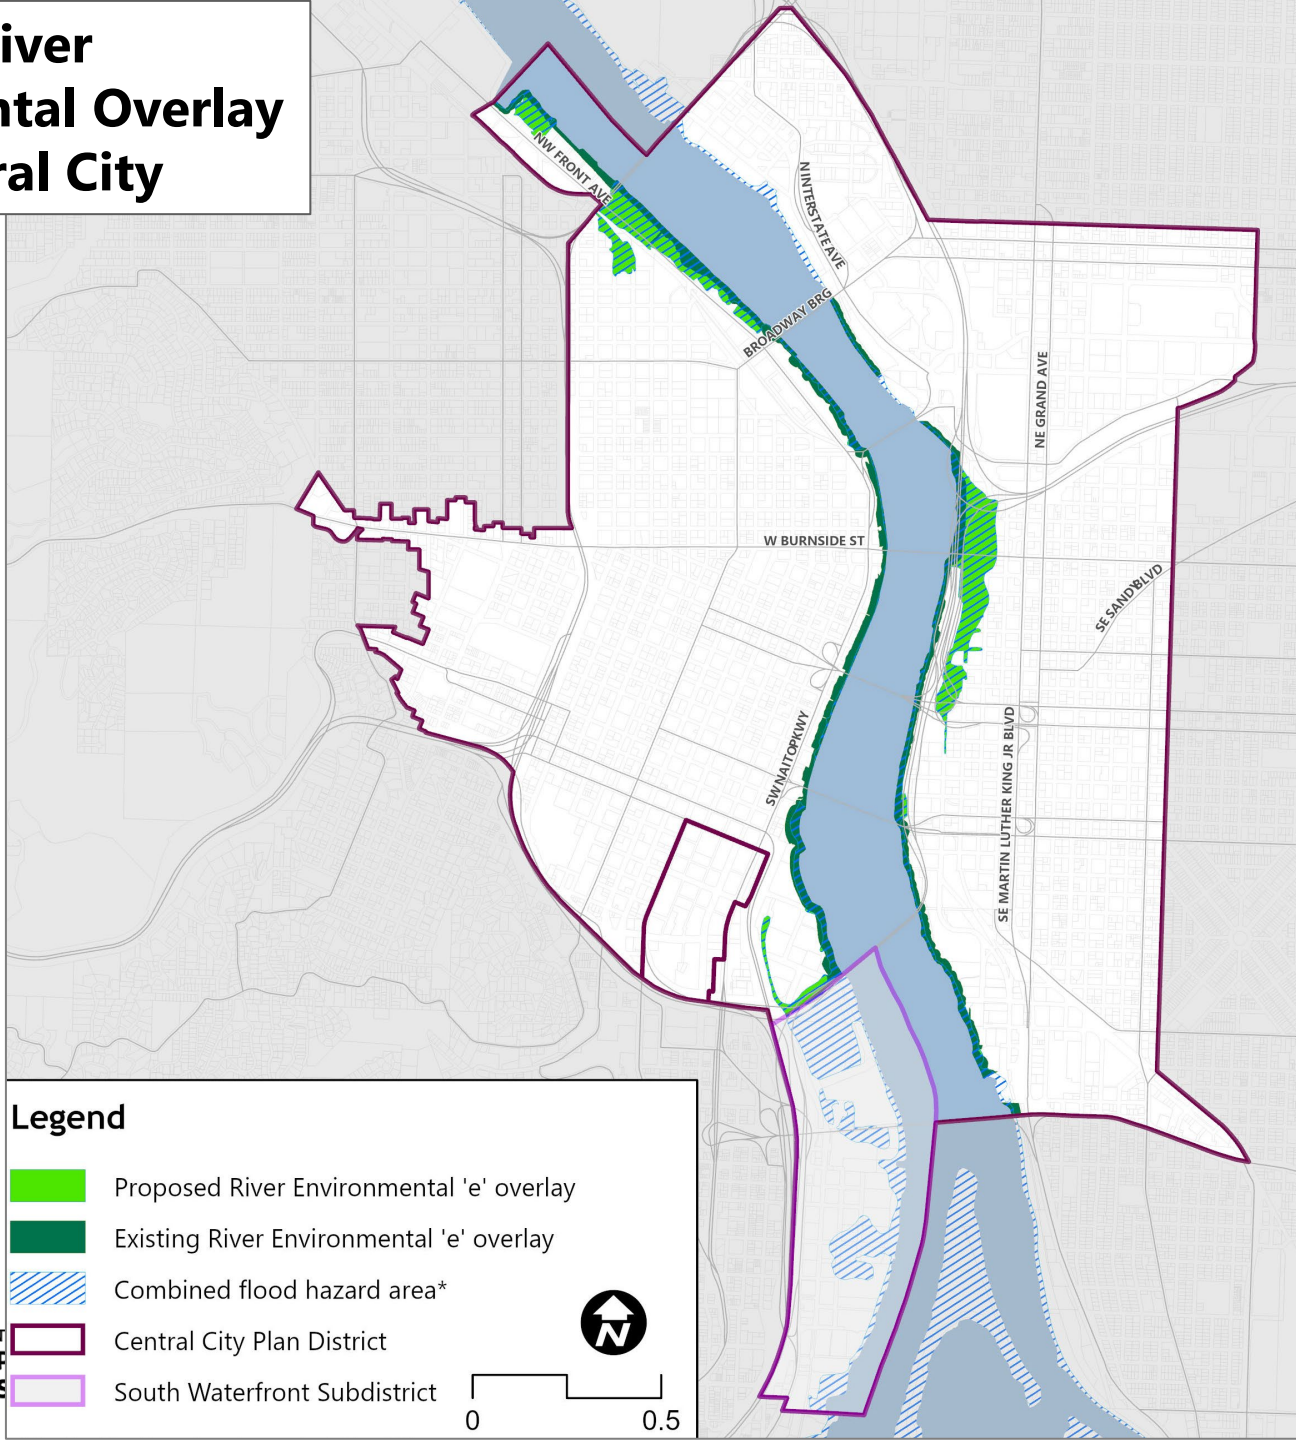 iver
ntal Overlay
ral City
NW FRONT AVE
N INTERSTATE AVE
BROADWAY BRG
NE GRAND AVE
W BURNSIDE ST
SE SANDY BLVD
SW NAITO PKWY
SE MARTIN LUTHER KING JR BLVD
Legend
Proposed River Environmental 'e' overlay
Existing River Environmental 'e' overlay
Combined flood hazard area*
Central City Plan District
South Waterfront Subdistrict
N
0 0.5